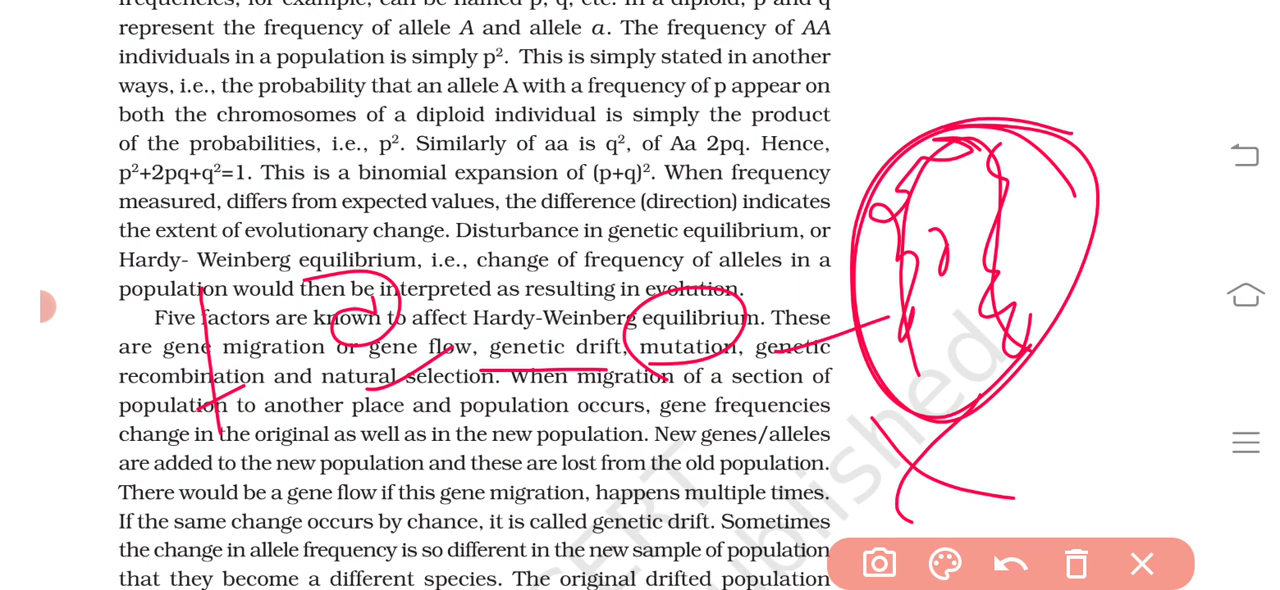 represent the frequency of allele A and allele a. The frequency of AA
individuals in a population is simply p². This is simply stated in another
ways, i.e., the probability that an allele A with a frequency of p appear on
both the chromosomes of a diploid individual is simply the product
of the probabilities, i.e., p². Similarly of aa is q², of Aa 2pq. Hence,
p²+2pq+q²=1. This is a binomial expansion of (p+q)². When frequency
measured, differs from expected values, the difference (direction) indicates
the extent of evolutionary change. Disturbance in genetic equilibrium, or
Hardy- Weinberg equilibrium, i.e., change of frequency of alleles in a
population would then be interpreted as resulting in evolution.
Five factors are known to affect Hardy-Weinberg equilibrium. These
are gene migration or gene flow, genetic drift, mutation, genetic
recombination and natural selection. When migration of a section of
population to another place and population occurs, gene frequencies
change in the original as well as in the new population. New genes/alleles
are added to the new population and these are lost from the old population.
There would be a gene flow if this gene migration, happens multiple times.
If the same change occurs by chance, it is called genetic drift. Sometimes
the change in allele frequency is so different in the new sample of population
that they become a different species. The original drifted population